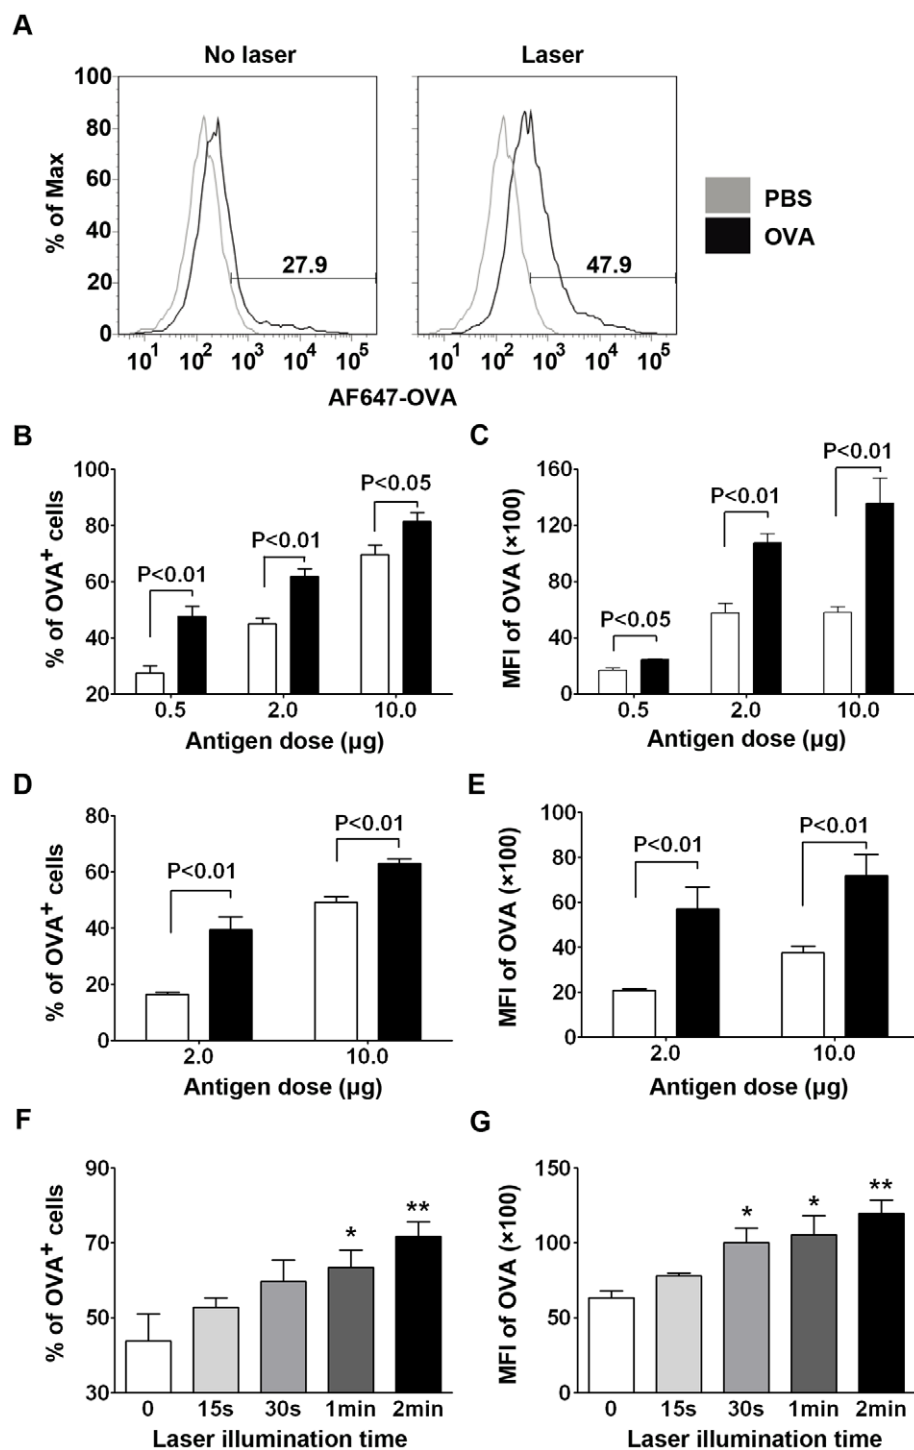 A
No laser
Laser
100
80
60
40
20
0
% of Max
27.9
47.9
10¹ 10² 10³ 10⁴ 10⁵
10¹ 10² 10³ 10⁴ 10⁵
AF647-OVA
PBS
OVA
B
100
80
60
40
20
% of OVA⁺ cells
P<0.01
P<0.01
P<0.05
0.5 2.0 10.0
Antigen dose (µg)
C
160
120
80
40
0
MFI of OVA (×100)
P<0.05
P<0.01
P<0.01
0.5 2.0 10.0
Antigen dose (µg)
D
80
60
40
20
0
% of OVA⁺ cells
P<0.01
P<0.01
2.0 10.0
Antigen dose (µg)
E
100
80
60
40
20
0
MFI of OVA (×100)
P<0.01
P<0.01
2.0 10.0
Antigen dose (µg)
F
90
70
50
30
% of OVA⁺ cells
*
**
0 15s 30s 1min 2min
Laser illumination time
G
150
100
50
0
MFI of OVA (×100)
*
*
**
0 15s 30s 1min 2min
Laser illumination time